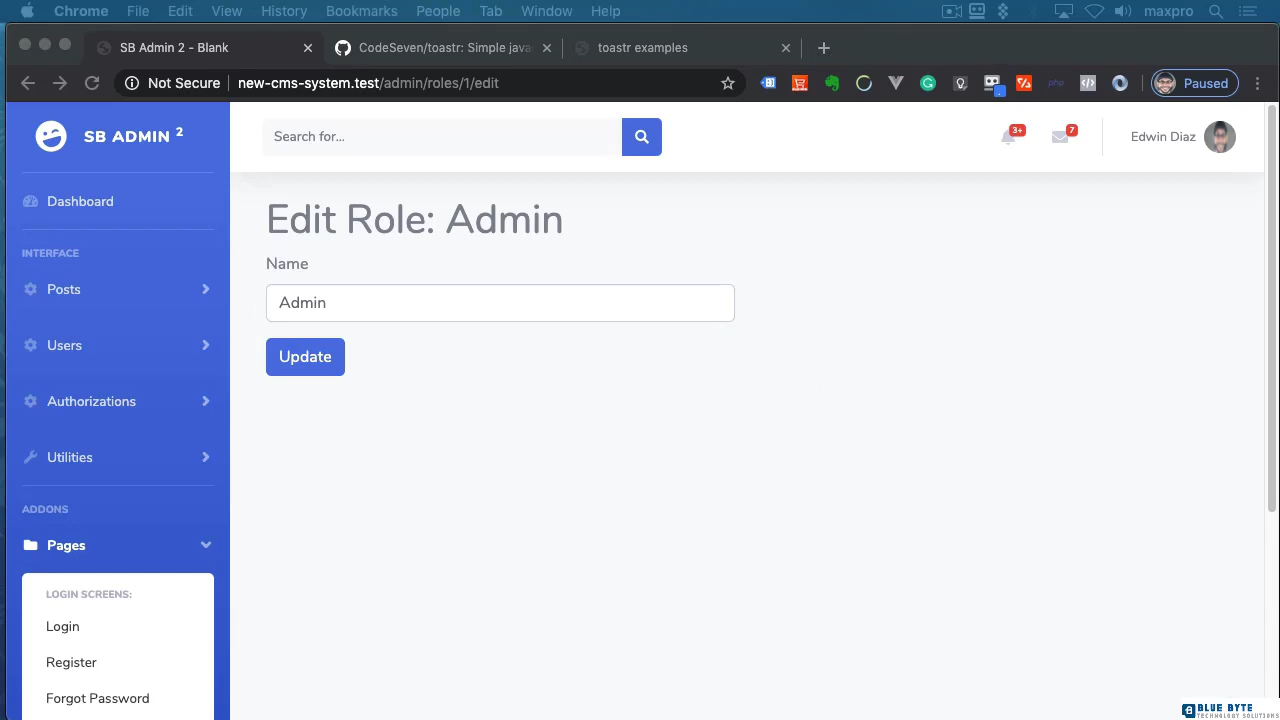 Chrome File Edit View History Bookmarks People Tab Window Help maxpro
SB Admin 2 - Blank CodeSeven/toastr: Simple java toastr examples
Not Secure new-cms-system.test/admin/roles/1/edit php Paused
SB ADMIN 2
Search for...
3+ 7 Edwin Diaz
Dashboard
INTERFACE
Posts
Users
Authorizations
Utilities
ADDONS
Pages
LOGIN SCREENS:
Login
Register
Forgot Password
Edit Role: Admin
Name
Admin
Update
BLUE BYTE
TECHNOLOGY SOLUTIONS